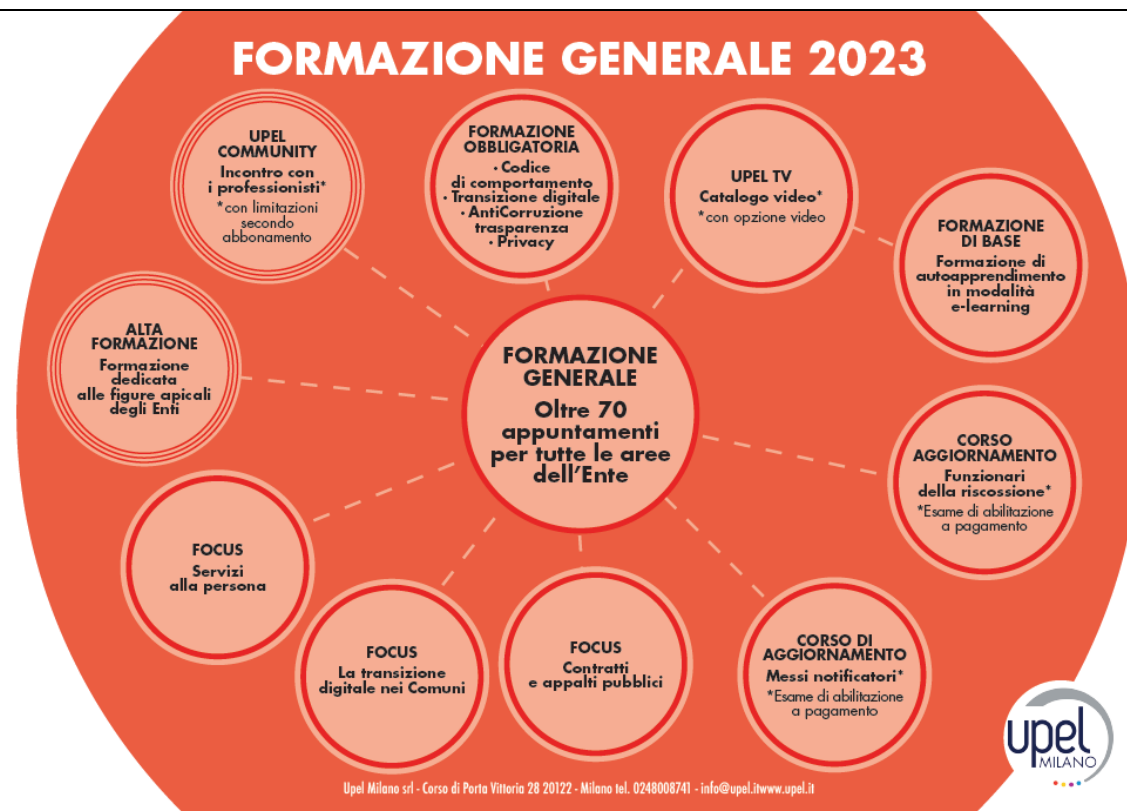 FORMAZIONE GENERALE 2023
UPEL
COMMUNITY
Incontro con
i professionisti*
*con limitazioni
secondo
abbonamento
FORMAZIONE
OBBLIGATORIA
· Codice
di comportamento
· Transizione digitale
· AntiCorruzione
trasparenza
· Privacy
UPEL TV
Catalogo video*
*con opzione video
FORMAZIONE
DI BASE
Formazione di
autoapprendimento
in modalità
e-learning
ALTA
FORMAZIONE
Formazione
dedicata
alle figure apicali
degli Enti
FORMAZIONE
GENERALE
Oltre 70
appuntamenti
per tutte le aree
dell'Ente
CORSO
AGGIORNAMENTO
Funzionari
della riscossione*
*Esame di abilitazione
a pagamento
FOCUS
Servizi
alla persona
FOCUS
La transizione
digitale nei Comuni
FOCUS
Contratti
e appalti pubblici
CORSO DI
AGGIORNAMENTO
Messi notificatori*
*Esame di abilitazione
a pagamento
upel
MILANO
Upel Milano srl - Corso di Porta Vittoria 28 20122 - Milano tel. 0248008741 - info@upel.itwww.upel.it